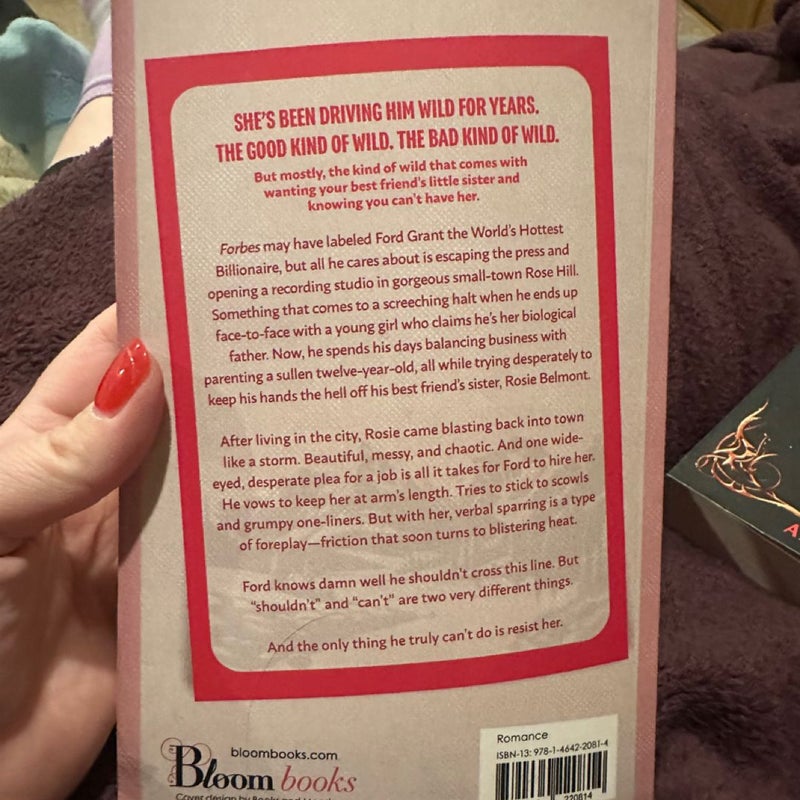 SHE'S BEEN DRIVING HIM WILD FOR YEARS.
THE GOOD KIND OF WILD. THE BAD KIND OF WILD.
But mostly, the kind of wild that comes with
wanting your best friend's little sister and
knowing you can't have her.
Forbes may have labeled Ford Grant the World's Hottest
Billionaire, but all he cares about is escaping the press and
opening a recording studio in gorgeous small-town Rose Hill.
Something that comes to a screeching halt when he ends up
face-to-face with a young girl who claims he's her biological
father. Now, he spends his days balancing business with
parenting a sullen twelve-year-old, all while trying desperately to
keep his hands the hell off his best friend's sister, Rosie Belmont.
After living in the city, Rosie came blasting back into town
like a storm. Beautiful, messy, and chaotic. And one wide-
eyed, desperate plea for a job is all it takes for Ford to hire her.
He vows to keep her at arm's length. Tries to stick to scowls
and grumpy one-liners. But with her, verbal sparring is a type
of foreplay—friction that soon turns to blistering heat.
Ford knows damn well he shouldn't cross this line. But
"shouldn't" and "can't" are two very different things.
And the only thing he truly can't do is resist her.
bloombooks.com
Bloom books
Cover design by Books and
Romance
ISBN-13: 978-1-4642-2081-4
220814
A